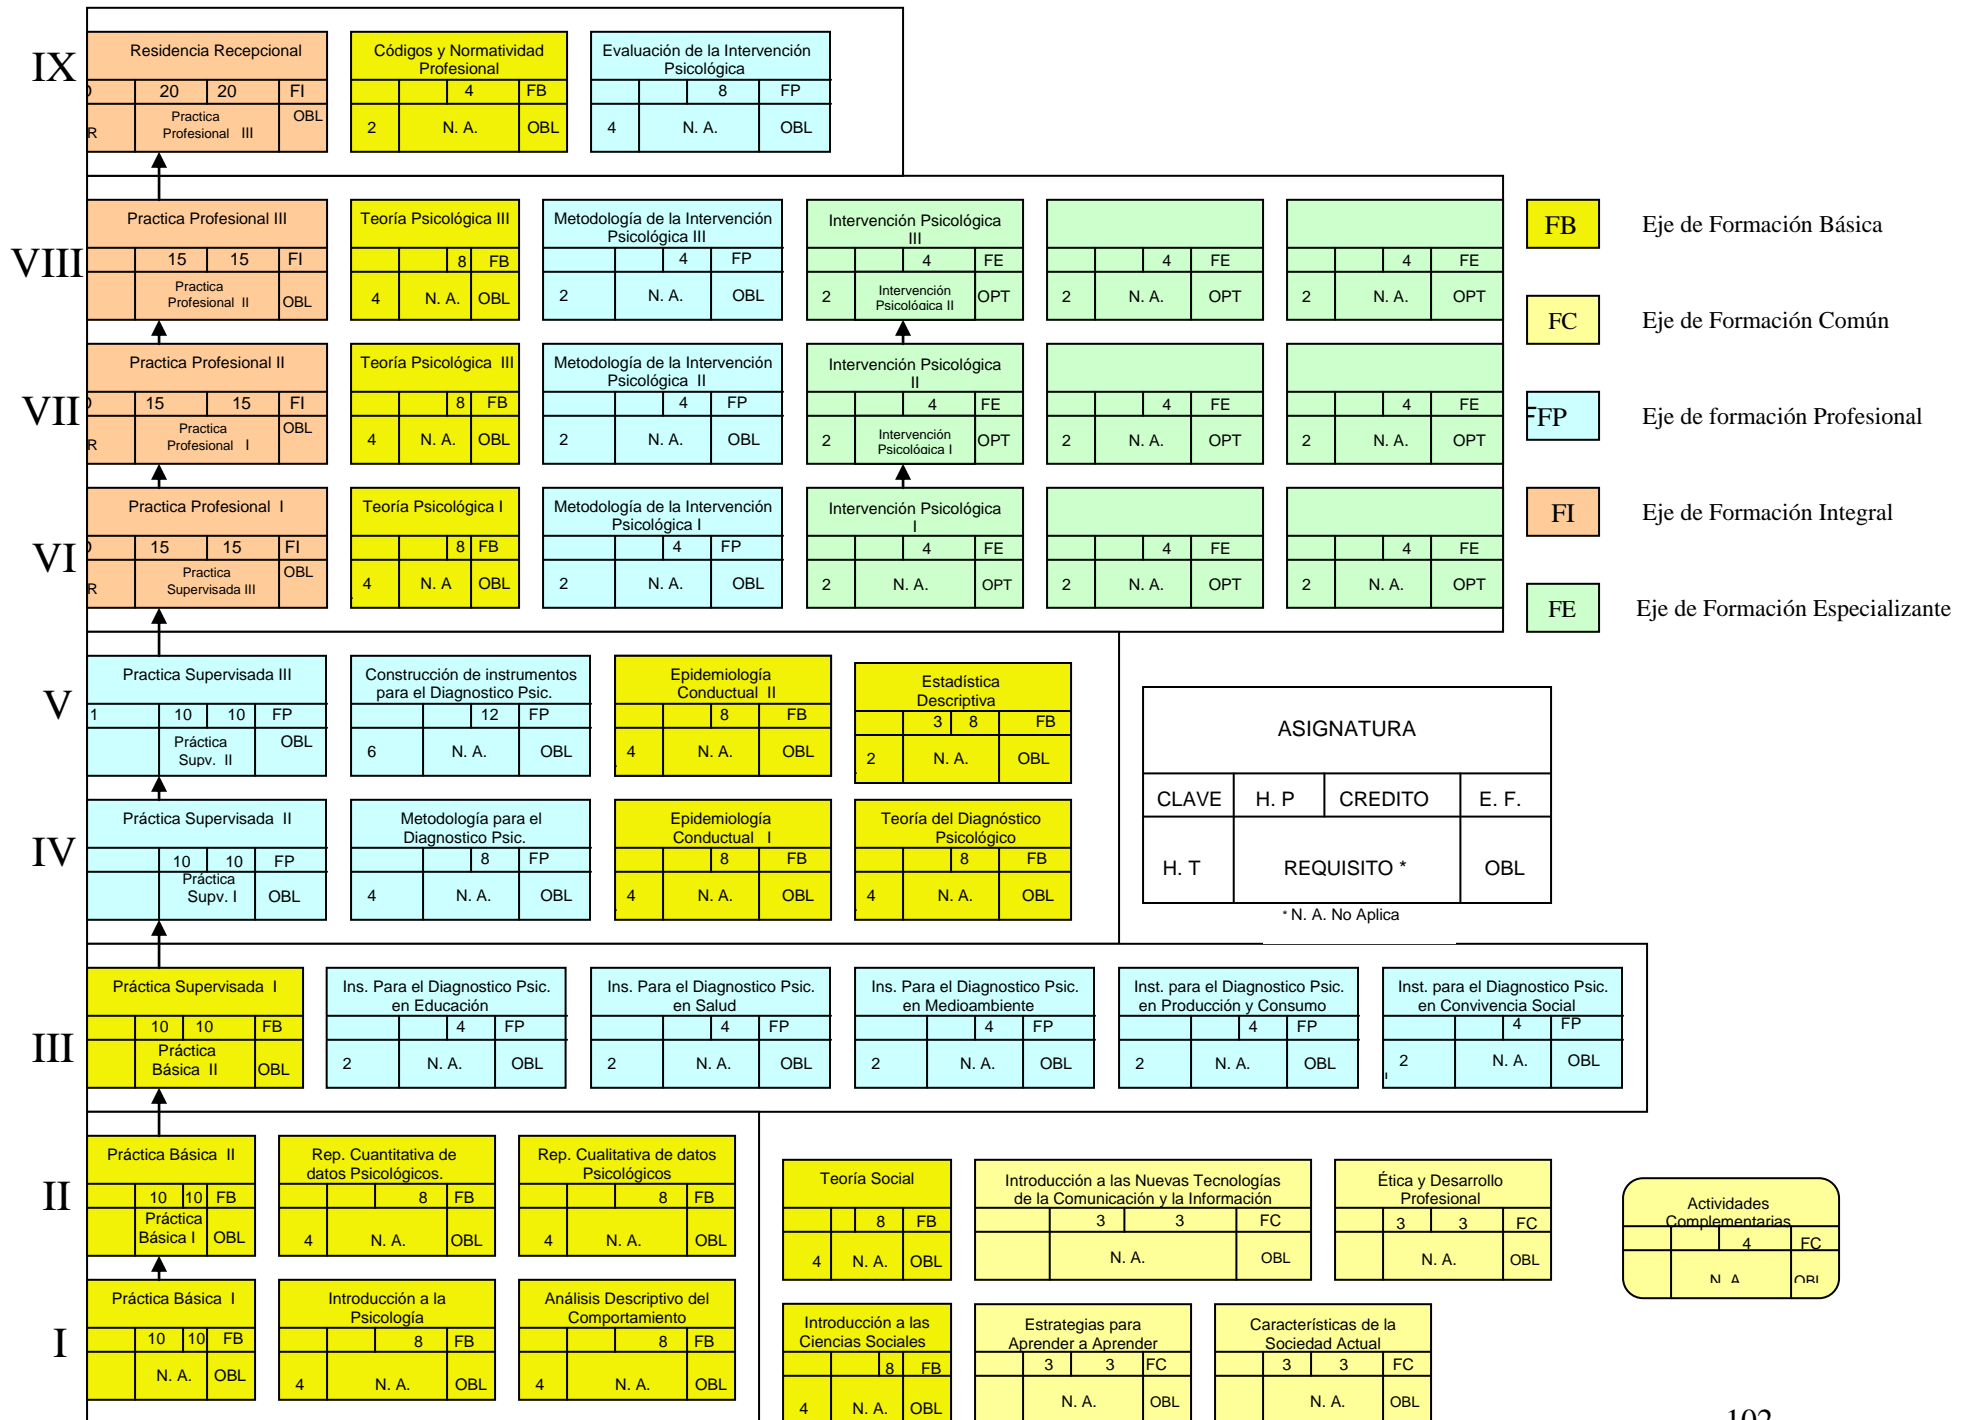 IX
Residencia Recepcional
20 20 FI
R
Practica
Profesional III
OBL
Códigos y Normatividad
Profesional
4 FB
2 N. A. OBL
Evaluación de la Intervención
Psicológica
8 FP
4 N. A. OBL
VIII
Practica Profesional III
15 15 FI
Practica
Profesional II
OBL
Teoría Psicológica III
8 FB
4 N. A. OBL
Metodología de la Intervención
Psicológica III
4 FP
2 N. A. OBL
Intervención Psicológica
III
4 FE
2
Intervención
Psicológica II
OPT
4 FE
2 N. A. OPT
4 FE
2 N. A. OPT
VII
Practica Profesional II
15 15 FI
R
Practica
Profesional I
OBL
Teoría Psicológica III
8 FB
4 N. A. OBL
Metodología de la Intervención
Psicológica II
4 FP
2 N. A. OBL
Intervención Psicológica
II
4 FE
2
Intervención
Psicológica I
OPT
4 FE
2 N. A. OPT
4 FE
2 N. A. OPT
VI
Practica Profesional I
15 15 FI
R
Practica
Supervisada III
OBL
Teoría Psicológica I
8 FB
4 N. A OBL
Metodología de la Intervención
Psicológica I
4 FP
2 N. A. OBL
Intervención Psicológica
I
4 FE
2 N. A. OPT
4 FE
2 N. A. OPT
4 FE
2 N. A. OPT
FB Eje de Formación Básica
FC Eje de Formación Común
FP Eje de formación Profesional
FI Eje de Formación Integral
FE Eje de Formación Especializante
V
Practica Supervisada III
1 10 10 FP
Práctica
Supv. II
OBL
Construcción de instrumentos
para el Diagnostico Psic.
12 FP
6 N. A. OBL
Epidemiología
Conductual II
8 FB
4 N. A. OBL
Estadística
Descriptiva
3 8 FB
2 N. A. OBL
IV
Práctica Supervisada II
10 10 FP
Práctica
Supv. I
OBL
Metodología para el
Diagnostico Psic.
8 FP
4 N. A. OBL
Epidemiología
Conductual I
8 FB
4 N. A. OBL
Teoría del Diagnóstico
Psicológico
8 FB
4 N. A. OBL
ASIGNATURA
CLAVE H. P CREDITO E. F.
H. T REQUISITO * OBL
* N. A. No Aplica
III
Práctica Supervisada I
10 10 FB
Práctica
Básica II
OBL
Ins. Para el Diagnostico Psic.
en Educación
4 FP
2 N. A. OBL
Ins. Para el Diagnostico Psic.
en Salud
4 FP
2 N. A. OBL
Ins. Para el Diagnostico Psic.
en Medioambiente
4 FP
2 N. A. OBL
Inst. para el Diagnostico Psic.
en Producción y Consumo
4 FP
2 N. A. OBL
Inst. para el Diagnostico Psic.
en Convivencia Social
4 FP
2 N. A. OBL
II
Práctica Básica II
10 10 FB
Práctica
Básica I
OBL
Rep. Cuantitativa de
datos Psicológicos.
8 FB
4 N. A. OBL
Rep. Cualitativa de datos
Psicológicos
8 FB
4 N. A. OBL
Teoría Social
8 FB
4 N. A. OBL
Introducción a las Nuevas Tecnologías
de la Comunicación y la Información
3 3 FC
N. A. OBL
Ética y Desarrollo
Profesional
3 3 FC
N. A. OBL
Actividades
Complementarias
4 FC
N. A OBL
I
Práctica Básica I
10 10 FB
N. A. OBL
Introducción a la
Psicología
8 FB
4 N. A. OBL
Análisis Descriptivo del
Comportamiento
8 FB
4 N. A. OBL
Introducción a las
Ciencias Sociales
8 FB
4 N. A. OBL
Estrategias para
Aprender a Aprender
3 3 FC
N. A. OBL
Características de la
Sociedad Actual
3 3 FC
N. A. OBL
102